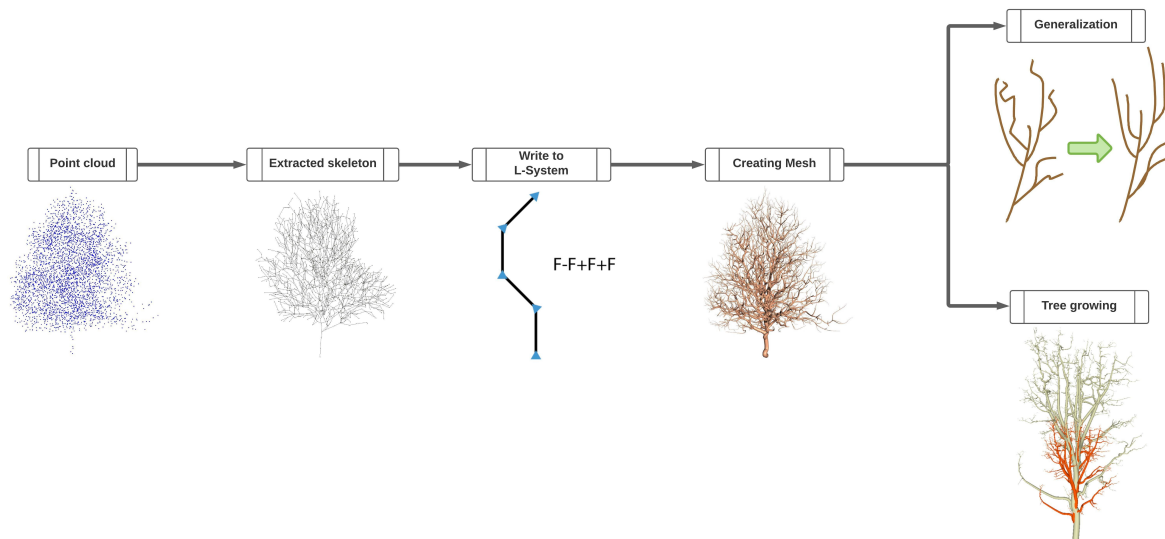 Generalization
Point cloud
Extracted skeleton
Write to
L-System
Creating Mesh
F-F+F+F
Tree growing